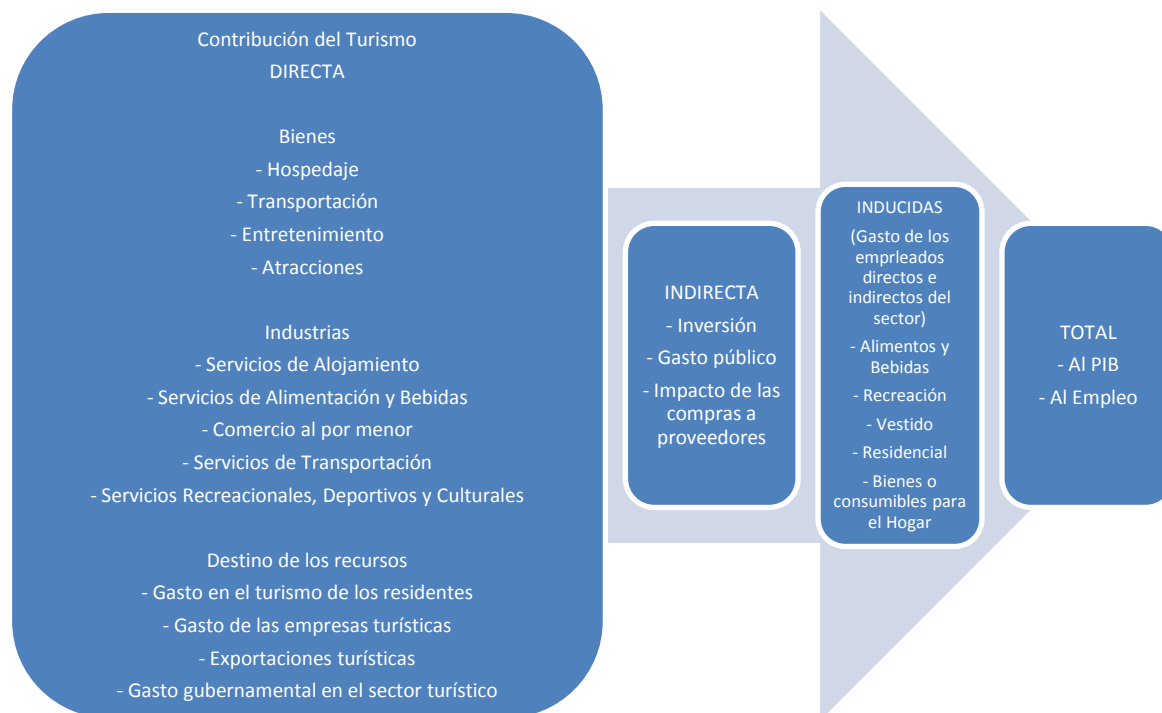 Contribución del Turismo
DIRECTA
Bienes
- Hospedaje
- Transportación
- Entretenimiento
- Atracciones
Industrias
- Servicios de Alojamiento
- Servicios de Alimentación y Bebidas
- Comercio al por menor
- Servicios de Transportación
- Servicios Recreacionales, Deportivos y Culturales
Destino de los recursos
- Gasto en el turismo de los residentes
- Gasto de las empresas turísticas
- Exportaciones turísticas
- Gasto gubernamental en el sector turístico
INDIRECTA
- Inversión
- Gasto público
- Impacto de las
compras a
proveedores
INDUCIDAS
(Gasto de los
emprleados
directos e
indirectos del
sector)
- Alimentos y
Bebidas
- Recreación
- Vestido
- Residencial
- Bienes o
consumibles para
el Hogar
TOTAL
- Al PIB
- Al Empleo